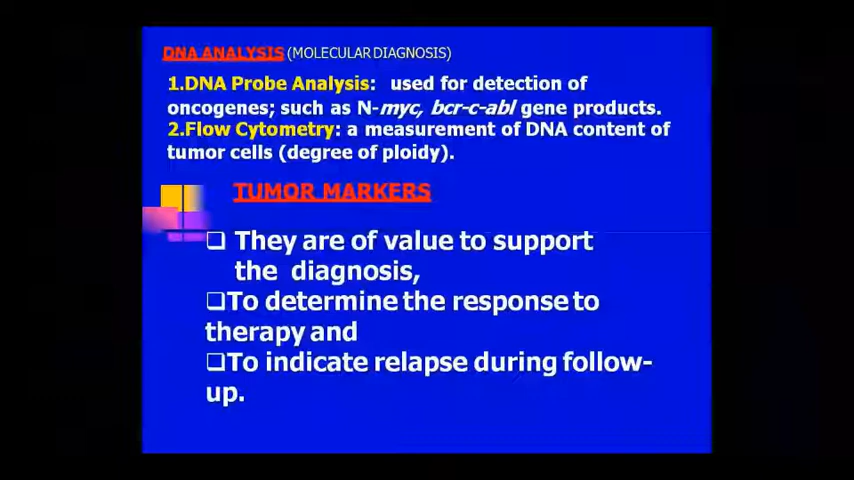 DNA ANALYSIS (MOLECULAR DIAGNOSIS)
1.DNA Probe Analysis: used for detection of
oncogenes; such as N-myc, bcr-c-abl gene products.
2.Flow Cytometry: a measurement of DNA content of
tumor cells (degree of ploidy).
TUMOR MARKERS
❑ They are of value to support
the diagnosis,
❑To determine the response to
therapy and
❑To indicate relapse during follow-
up.